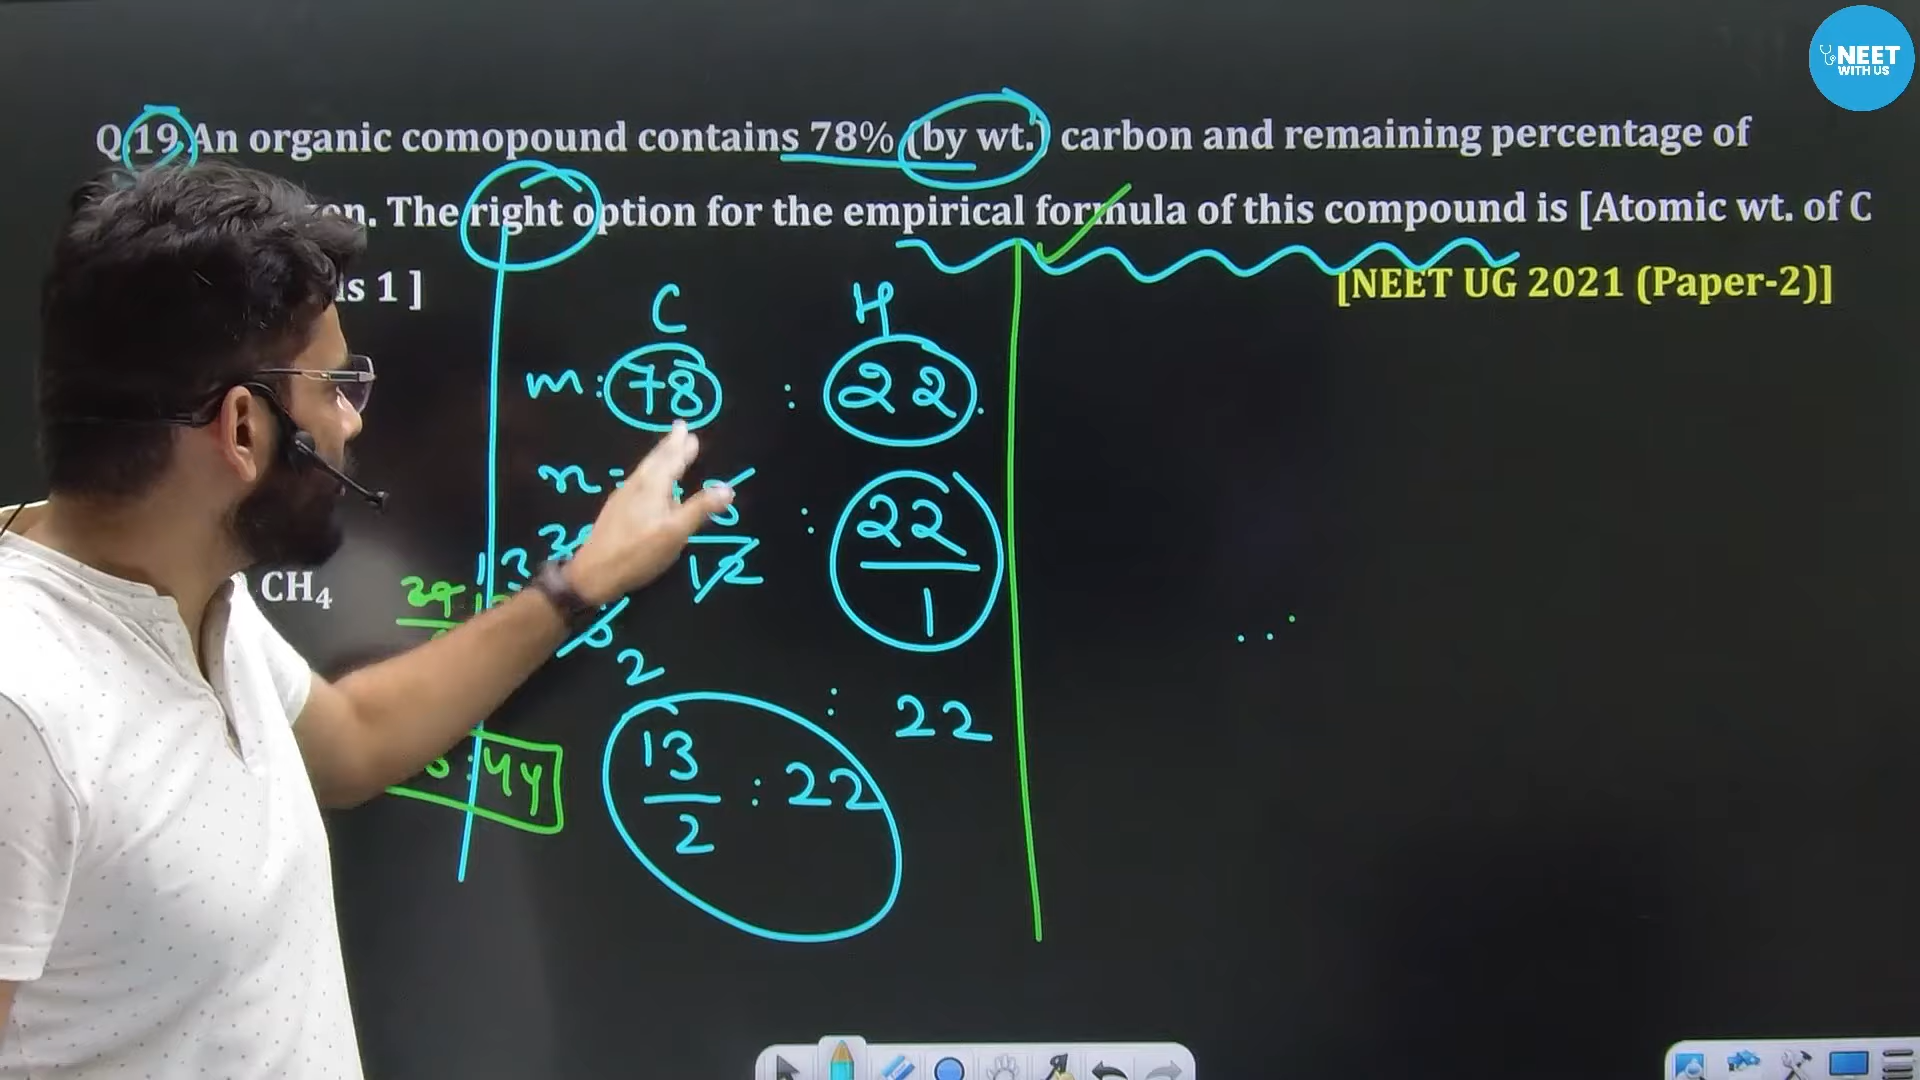 NEET
WITH US
Q.19 An organic comopound contains 78% (by wt.) carbon and remaining percentage of
The right option for the empirical formula of this compound is [Atomic wt. of C
is 1 ]
[NEET UG 2021 (Paper-2)]
C H
m: 78 : 22
n = : 22/1
CH₄
2
: 22
13/2 : 22
: 44